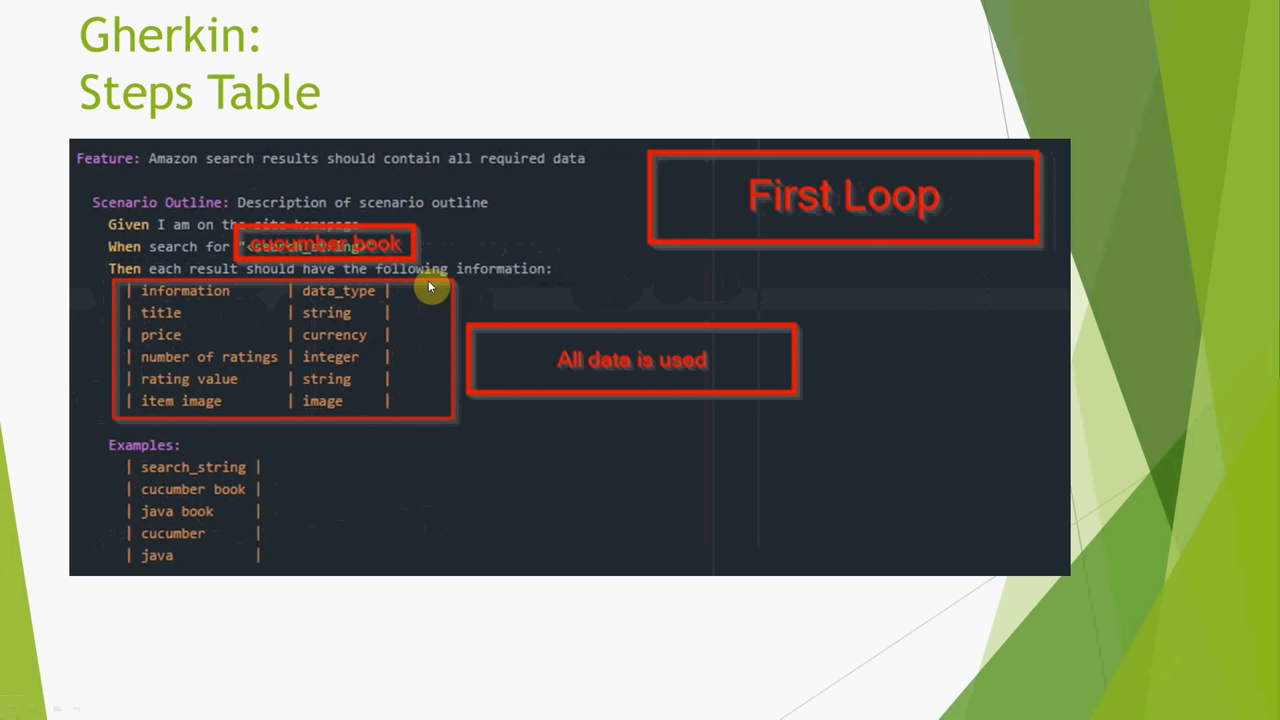 Gherkin:
Steps Table
Feature: Amazon search results should contain all required data
First Loop
Scenario Outline: Description of scenario outline
Given I am on the site homepage
cucumber book
When search for "<search_string>"
Then each result should have the following information:
| information | data_type |
| title | string |
| price | currency |
| number of ratings | integer |
| rating value | string |
| item image | image |
All data is used
Examples:
| search_string |
| cucumber book |
| java book |
| cucumber |
| java |